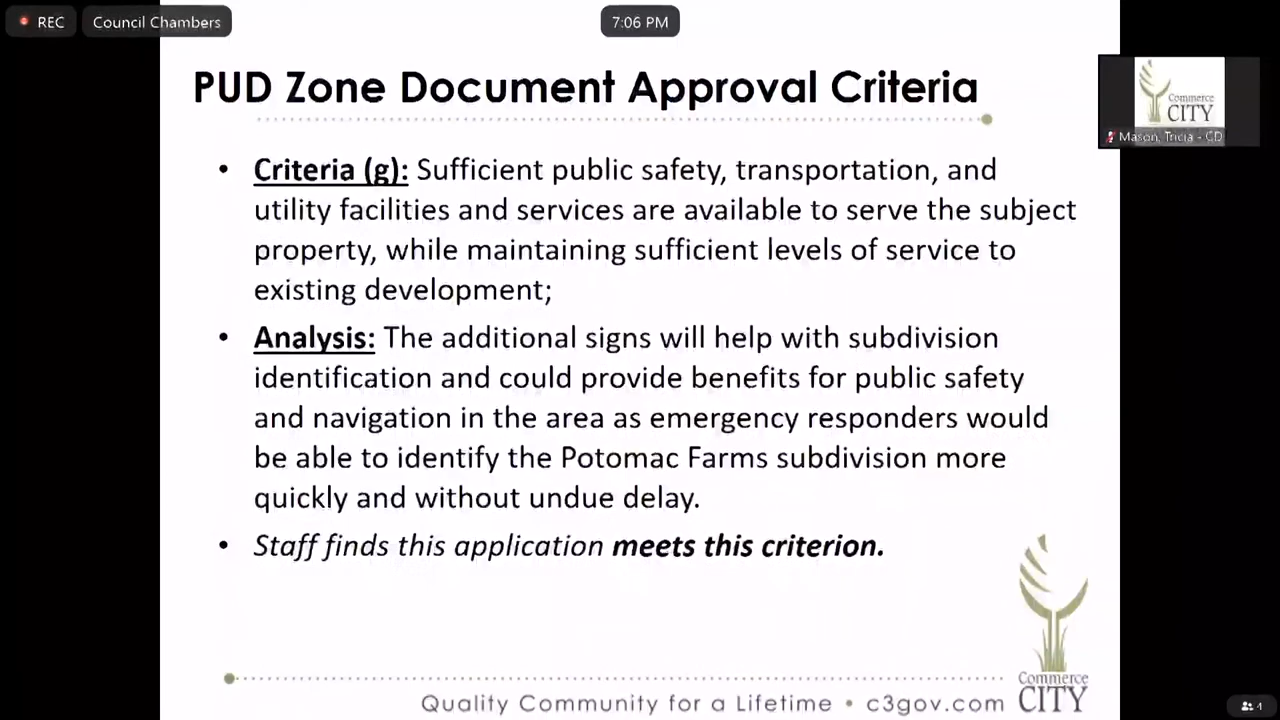 REC
Council Chambers
7:06 PM
PUD Zone Document Approval Criteria
Commerce
CITY
Mason, Tricia - CD
• Criteria (g): Sufficient public safety, transportation, and
utility facilities and services are available to serve the subject
property, while maintaining sufficient levels of service to
existing development;
• Analysis: The additional signs will help with subdivision
identification and could provide benefits for public safety
and navigation in the area as emergency responders would
be able to identify the Potomac Farms subdivision more
quickly and without undue delay.
• Staff finds this application meets this criterion.
Commerce
CITY
Quality Community for a Lifetime • c3gov.com
4